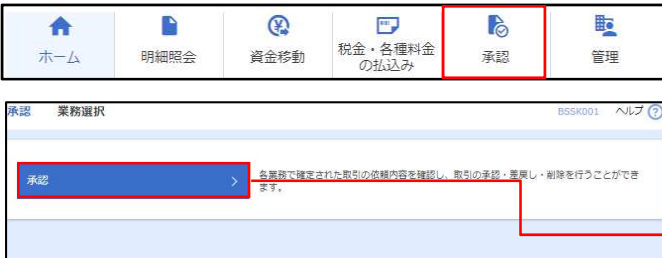 ホーム
明細照会
資金移動
税金・各種料金
の払込み
承認
管理
承認 業務選択 BSSK001 ヘルプ ?
承認 >
各業務で確定された取引の依頼内容を確認し、取引の承認・差戻し・削除を行うことができ
ます。